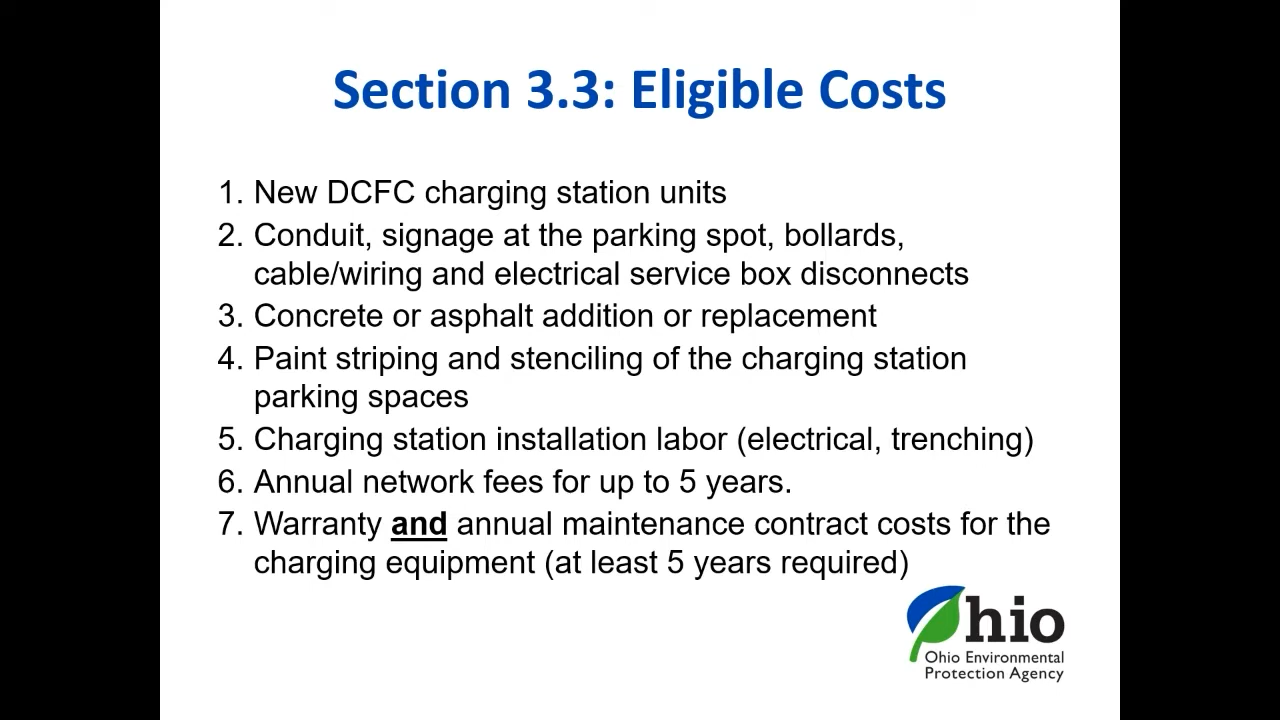 Section 3.3: Eligible Costs
1. New DCFC charging station units
2. Conduit, signage at the parking spot, bollards,
cable/wiring and electrical service box disconnects
3. Concrete or asphalt addition or replacement
4. Paint striping and stenciling of the charging station
parking spaces
5. Charging station installation labor (electrical, trenching)
6. Annual network fees for up to 5 years.
7. Warranty and annual maintenance contract costs for the
charging equipment (at least 5 years required)
Ohio
Ohio Environmental
Protection Agency